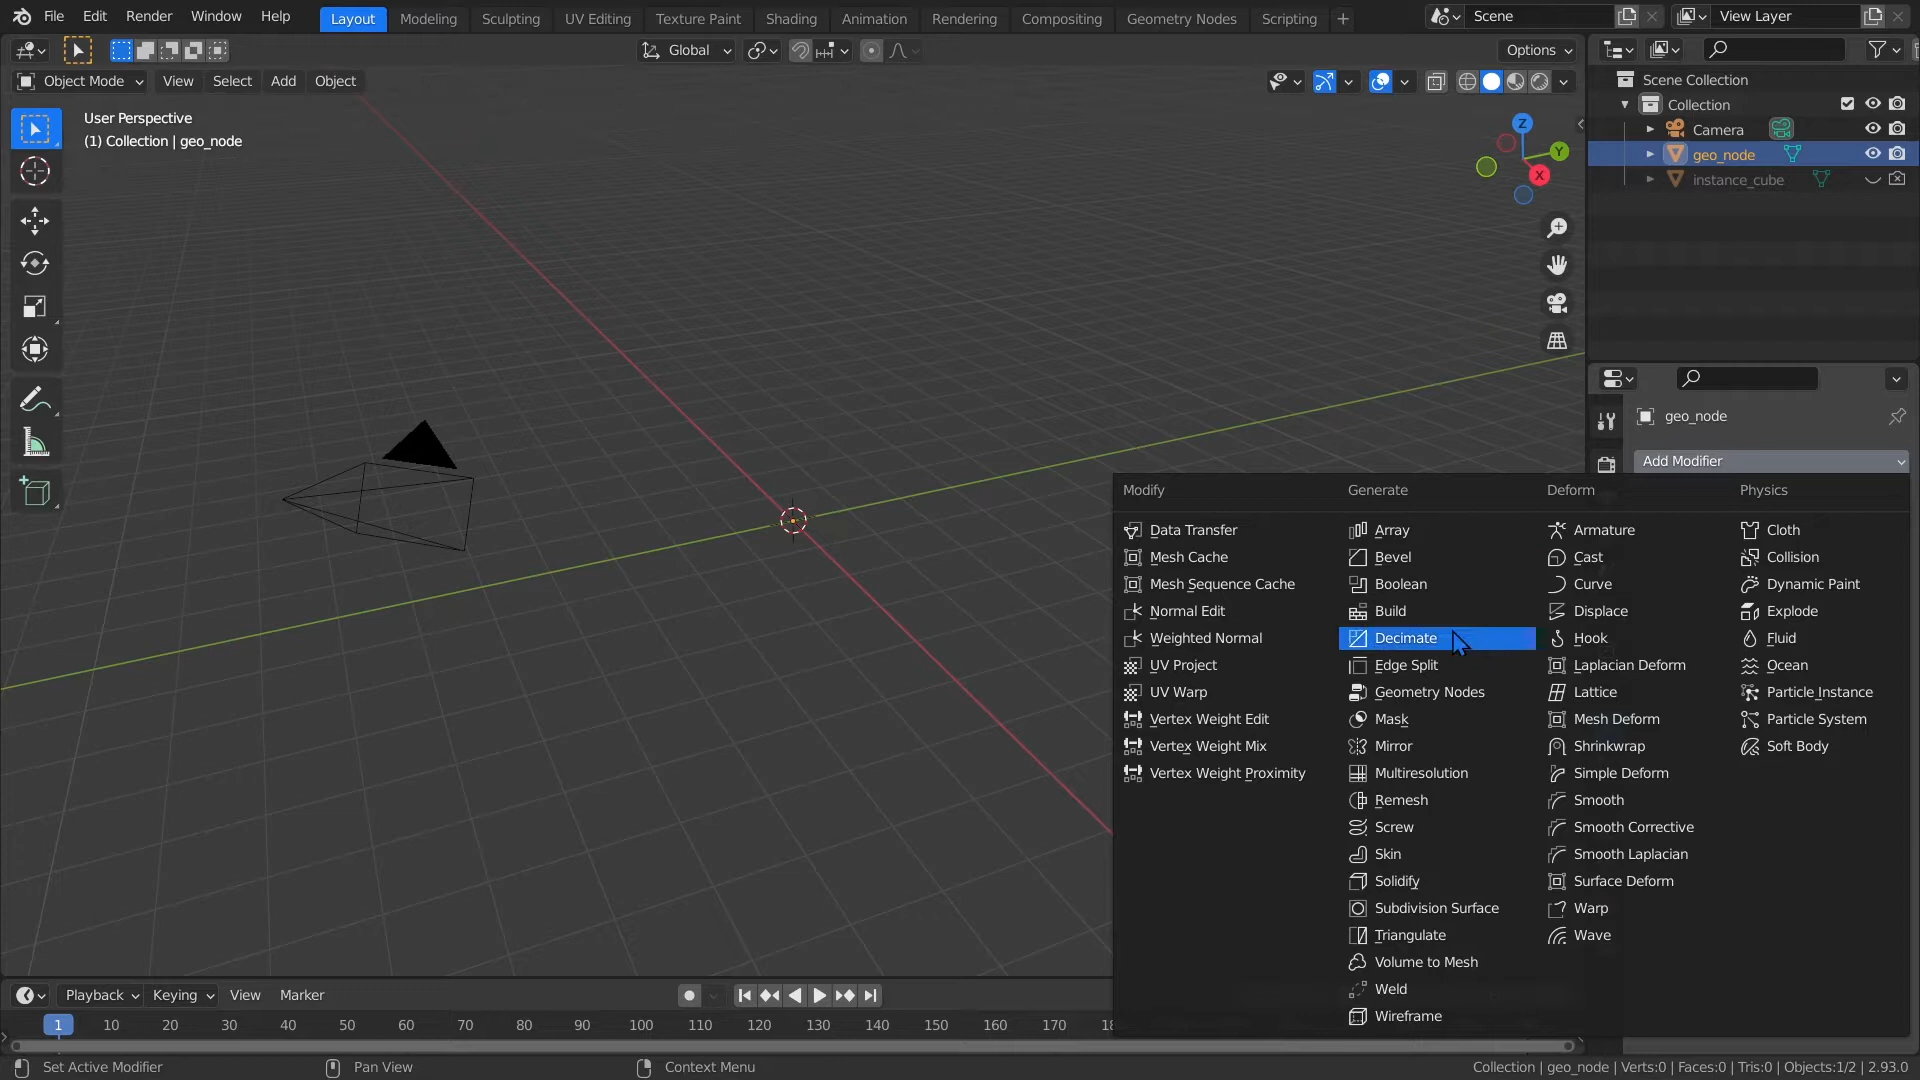 File Edit Render Window Help Layout Modeling Sculpting UV Editing Texture Paint Shading Animation Rendering Compositing Geometry Nodes Scripting + Scene View Layer
Global Options
Object Mode View Select Add Object
User Perspective
(1) Collection | geo_node
Z
Y
X
Scene Collection
Collection
Camera
geo_node
instance_cube
geo_node
Add Modifier
Modify Generate Deform Physics
Data Transfer Array Armature Cloth
Mesh Cache Bevel Cast Collision
Mesh Sequence Cache Boolean Curve Dynamic Paint
Normal Edit Build Displace Explode
Weighted Normal Decimate Hook Fluid
UV Project Edge Split Laplacian Deform Ocean
UV Warp Geometry Nodes Lattice Particle Instance
Vertex Weight Edit Mask Mesh Deform Particle System
Vertex Weight Mix Mirror Shrinkwrap Soft Body
Vertex Weight Proximity Multiresolution Simple Deform
Remesh Smooth
Screw Smooth Corrective
Skin Smooth Laplacian
Solidify Surface Deform
Subdivision Surface Warp
Triangulate Wave
Volume to Mesh
Weld
Wireframe
Playback Keying View Marker
1 10 20 30 40 50 60 70 80 90 100 110 120 130 140 150 160 170
Set Active Modifier Pan View Context Menu Collection | geo_node | Verts:0 | Faces:0 | Tris:0 | Objects:1/2 | 2.93.0